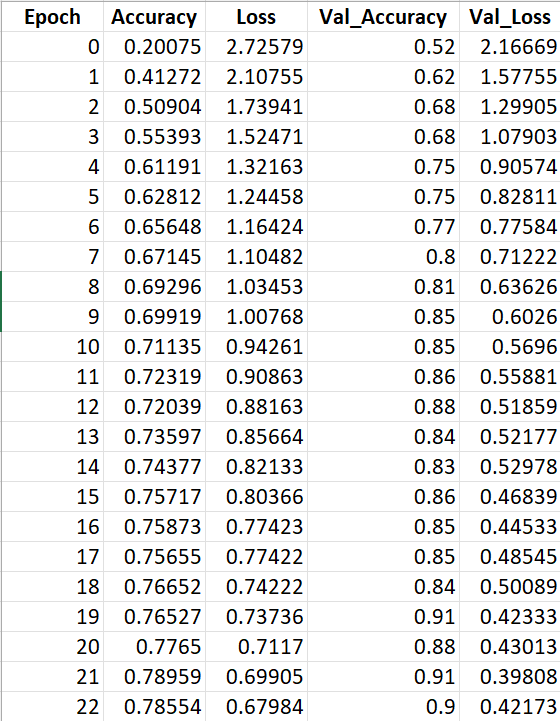 Epoch Accuracy Loss Val_Accuracy Val_Loss
0 0.20075 2.72579 0.52 2.16669
1 0.41272 2.10755 0.62 1.57755
2 0.50904 1.73941 0.68 1.29905
3 0.55393 1.52471 0.68 1.07903
4 0.61191 1.32163 0.75 0.90574
5 0.62812 1.24458 0.75 0.82811
6 0.65648 1.16424 0.77 0.77584
7 0.67145 1.10482 0.8 0.71222
8 0.69296 1.03453 0.81 0.63626
9 0.69919 1.00768 0.85 0.6026
10 0.71135 0.94261 0.85 0.5696
11 0.72319 0.90863 0.86 0.55881
12 0.72039 0.88163 0.88 0.51859
13 0.73597 0.85664 0.84 0.52177
14 0.74377 0.82133 0.83 0.52978
15 0.75717 0.80366 0.86 0.46839
16 0.75873 0.77423 0.85 0.44533
17 0.75655 0.77422 0.85 0.48545
18 0.76652 0.74222 0.84 0.50089
19 0.76527 0.73736 0.91 0.42333
20 0.7765 0.7117 0.88 0.43013
21 0.78959 0.69905 0.91 0.39808
22 0.78554 0.67984 0.9 0.42173